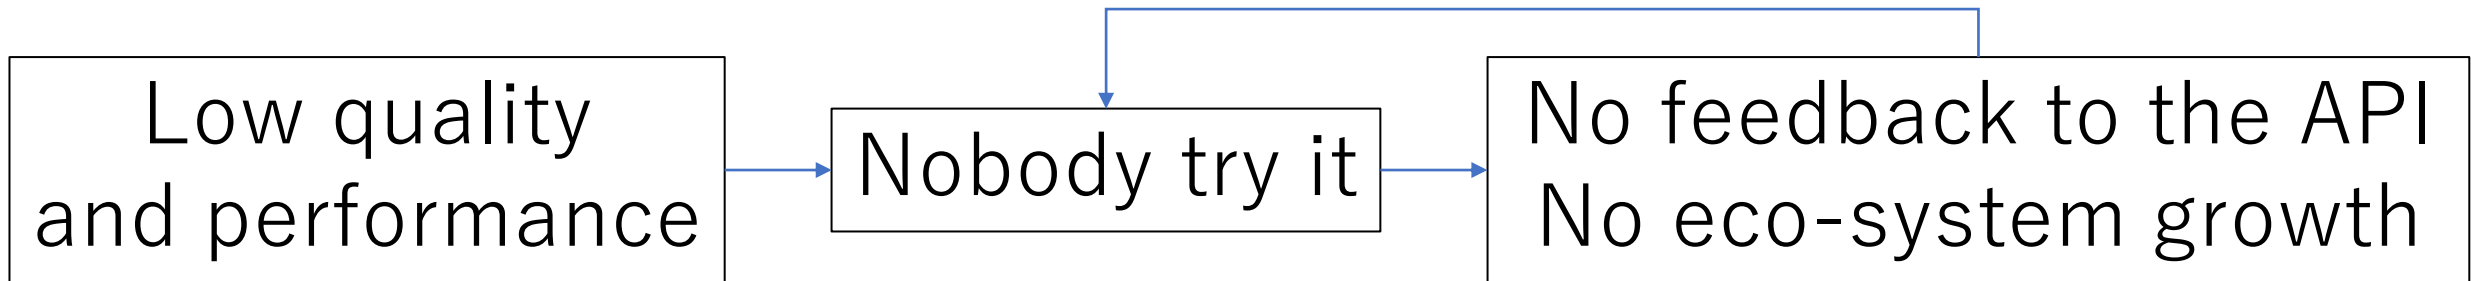 Low quality
and performance
Nobody try it
No feedback to the API
No eco-system growth